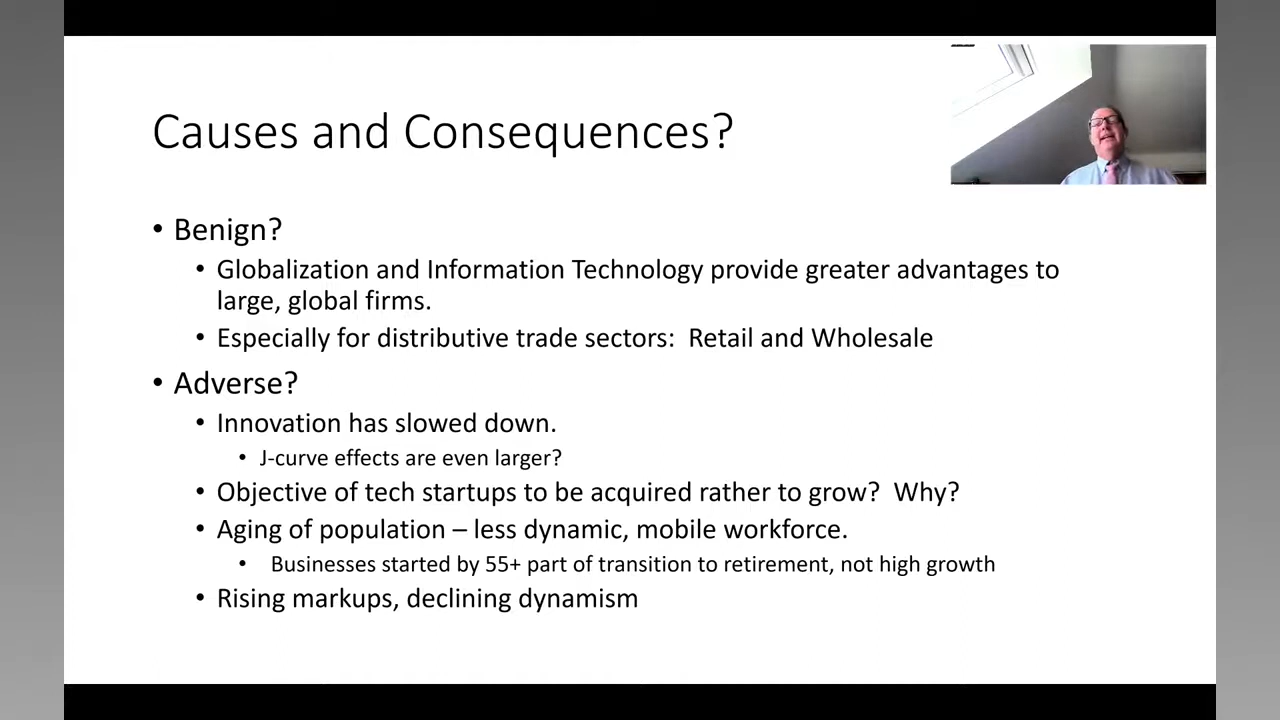 Causes and Consequences?
• Benign?
• Globalization and Information Technology provide greater advantages to
large, global firms.
• Especially for distributive trade sectors:  Retail and Wholesale
• Adverse?
• Innovation has slowed down.
• J-curve effects are even larger?
• Objective of tech startups to be acquired rather to grow?  Why?
• Aging of population – less dynamic, mobile workforce.
• Businesses started by 55+ part of transition to retirement, not high growth
• Rising markups, declining dynamism